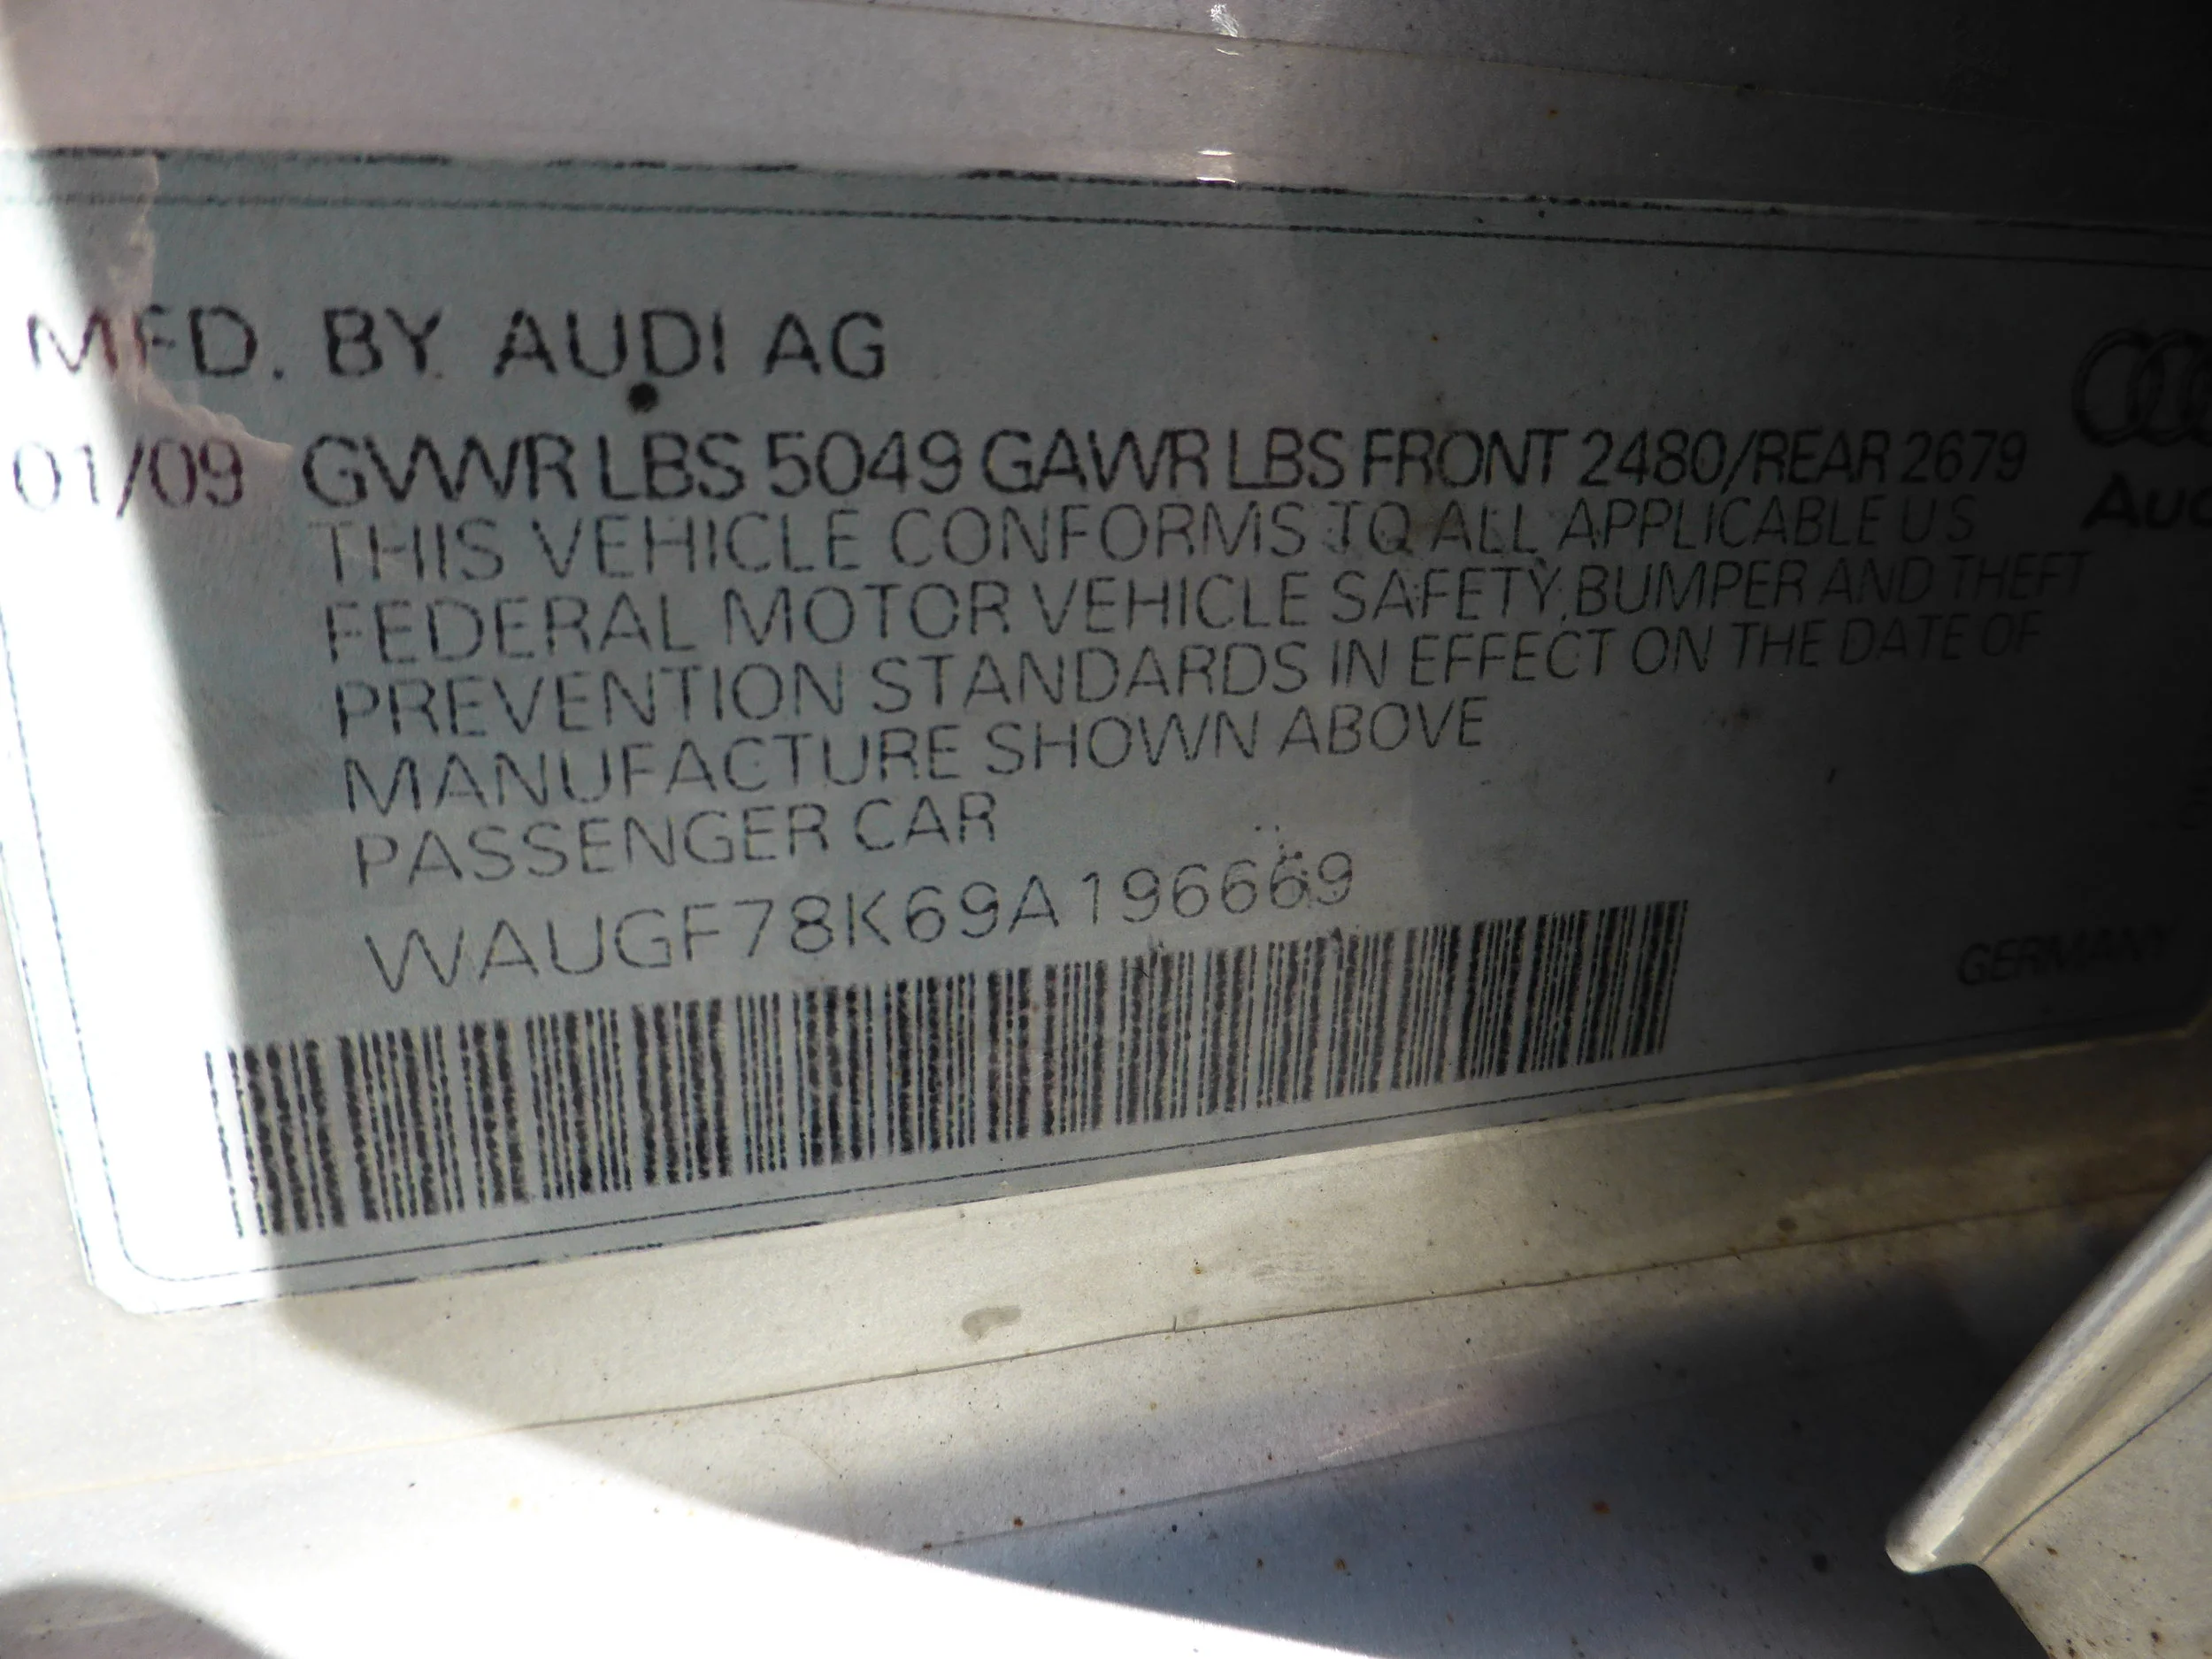 MFD. BY AUDI AG
01/09 GVWR LBS 5049 GAWR LBS FRONT 2480/REAR 2679
THIS VEHICLE CONFORMS TO ALL APPLICABLE US
FEDERAL MOTOR VEHICLE SAFETY, BUMPER AND THEFT
PREVENTION STANDARDS IN EFFECT ON THE DATE OF
MANUFACTURE SHOWN ABOVE
PASSENGER CAR
WAUGF78K69A196669
GERMANY